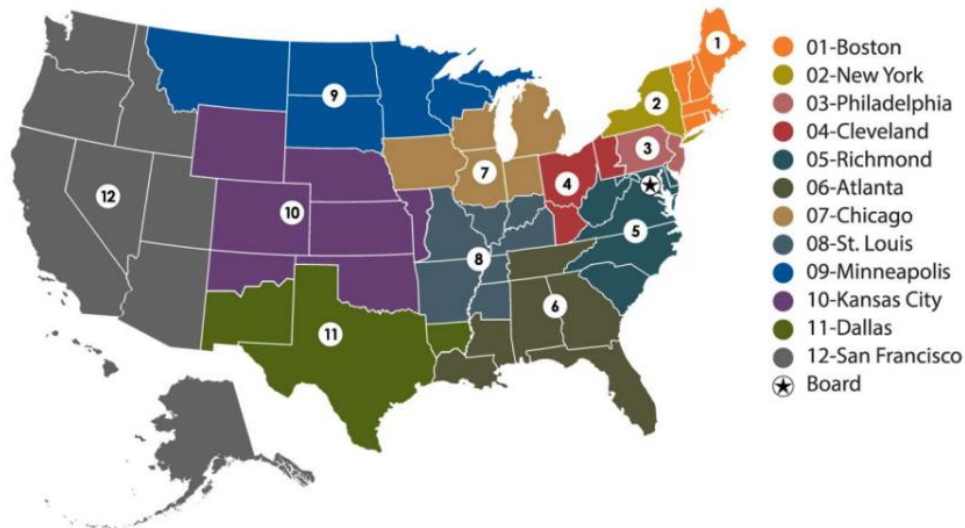 1
2
3
4
5
6
7
8
9
10
11
12
01-Boston
02-New York
03-Philadelphia
04-Cleveland
05-Richmond
06-Atlanta
07-Chicago
08-St. Louis
09-Minneapolis
10-Kansas City
11-Dallas
12-San Francisco
Board